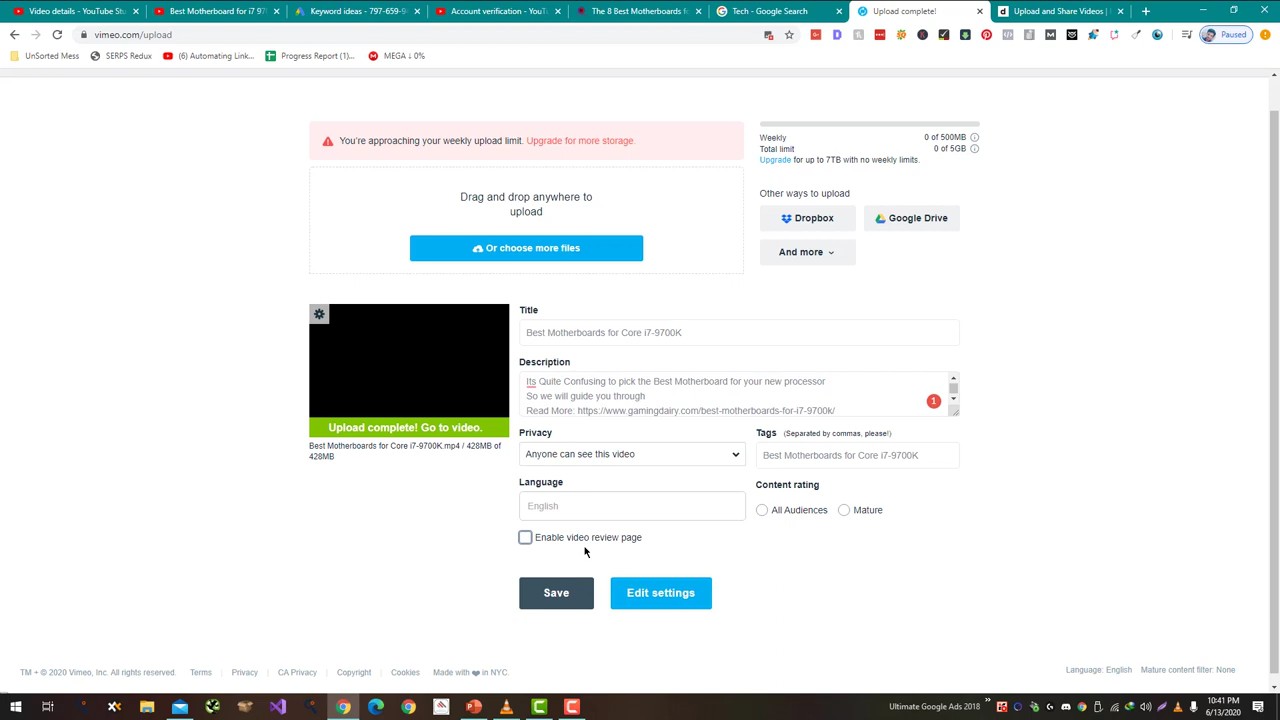 Video details - YouTube Stu
Best Motherboard for i7 97
Keyword ideas - 797-659-9
Account verification - YouTu
The 8 Best Motherboards fo
Tech - Google Search
Upload complete!
Upload and Share Videos |
vimeo.com/upload
Paused
UnSorted Mess
SERPS Redux
(6) Automating Link...
Progress Report (1)...
MEGA ↓ 0%
You're approaching your weekly upload limit. Upgrade for more storage.
Weekly 0 of 500MB
Total limit 0 of 5GB
Upgrade for up to 7TB with no weekly limits.
Drag and drop anywhere to
upload
Or choose more files
Other ways to upload
Dropbox
Google Drive
And more
Title
Best Motherboards for Core i7-9700K
Description
Its Quite Confusing to pick the Best Motherboard for your new processor
So we will guide you through
Read More: https://www.gamingdairy.com/best-motherboards-for-i7-9700k/
1
Upload complete! Go to video.
Best Motherboards for Core i7-9700K.mp4 / 428MB of
428MB
Privacy
Anyone can see this video
Tags (Separated by commas, please!)
Best Motherboards for Core i7-9700K
Language
English
Content rating
All Audiences
Mature
Enable video review page
Save
Edit settings
TM + © 2020 Vimeo, Inc. All rights reserved.
Terms
Privacy
CA Privacy
Copyright
Cookies
Made with ❤ in NYC.
Language: English
Mature content filter: None
Ultimate Google Ads 2018
10:41 PM
6/13/2020